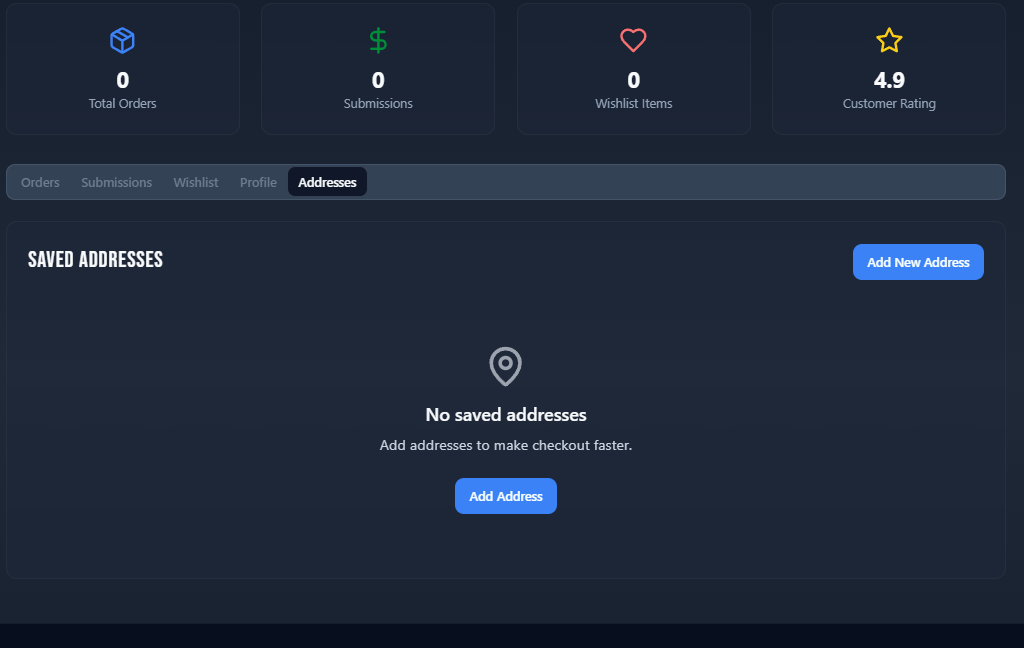 0 0 0 4.9
Total Orders Submissions Wishlist Items Customer Rating
Orders Submissions Wishlist Profile Addresses
SAVED ADDRESSES Add New Address
No saved addresses
Add addresses to make checkout faster.
Add Address